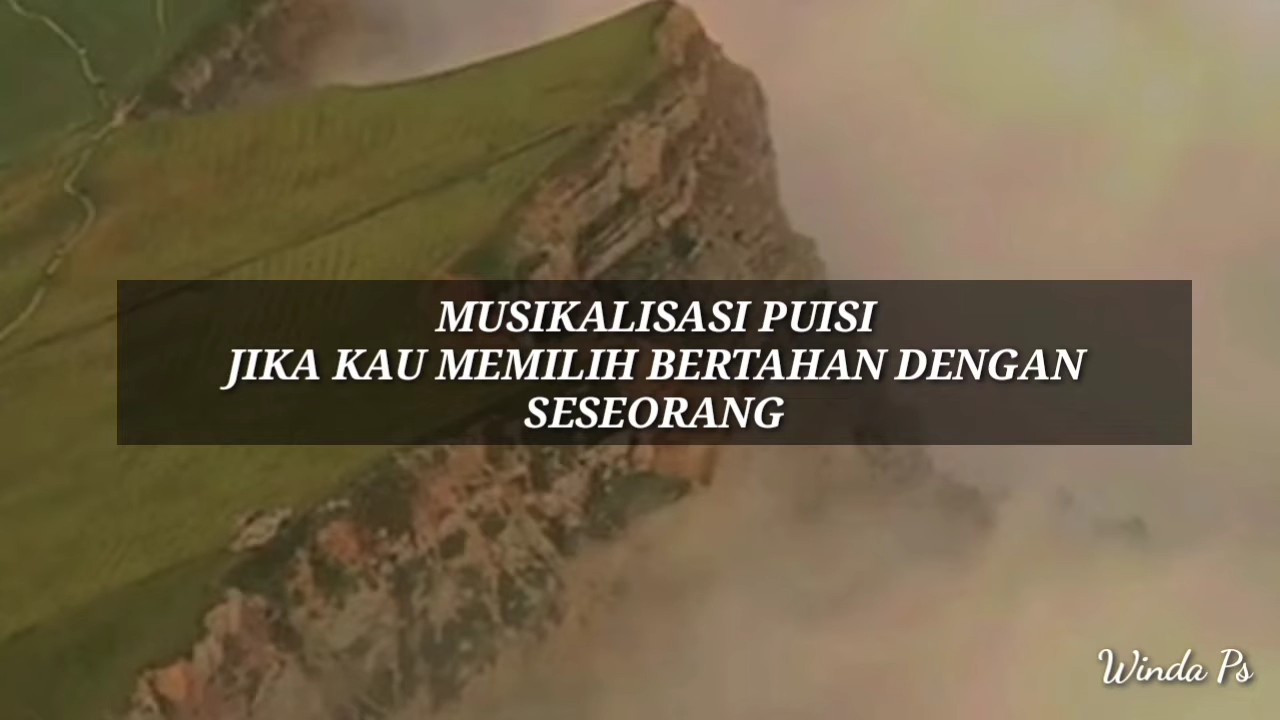 MUSIKALISASI PUISI
JIKA KAU MEMILIH BERTAHAN DENGAN
SESEORANG
Winda Ps